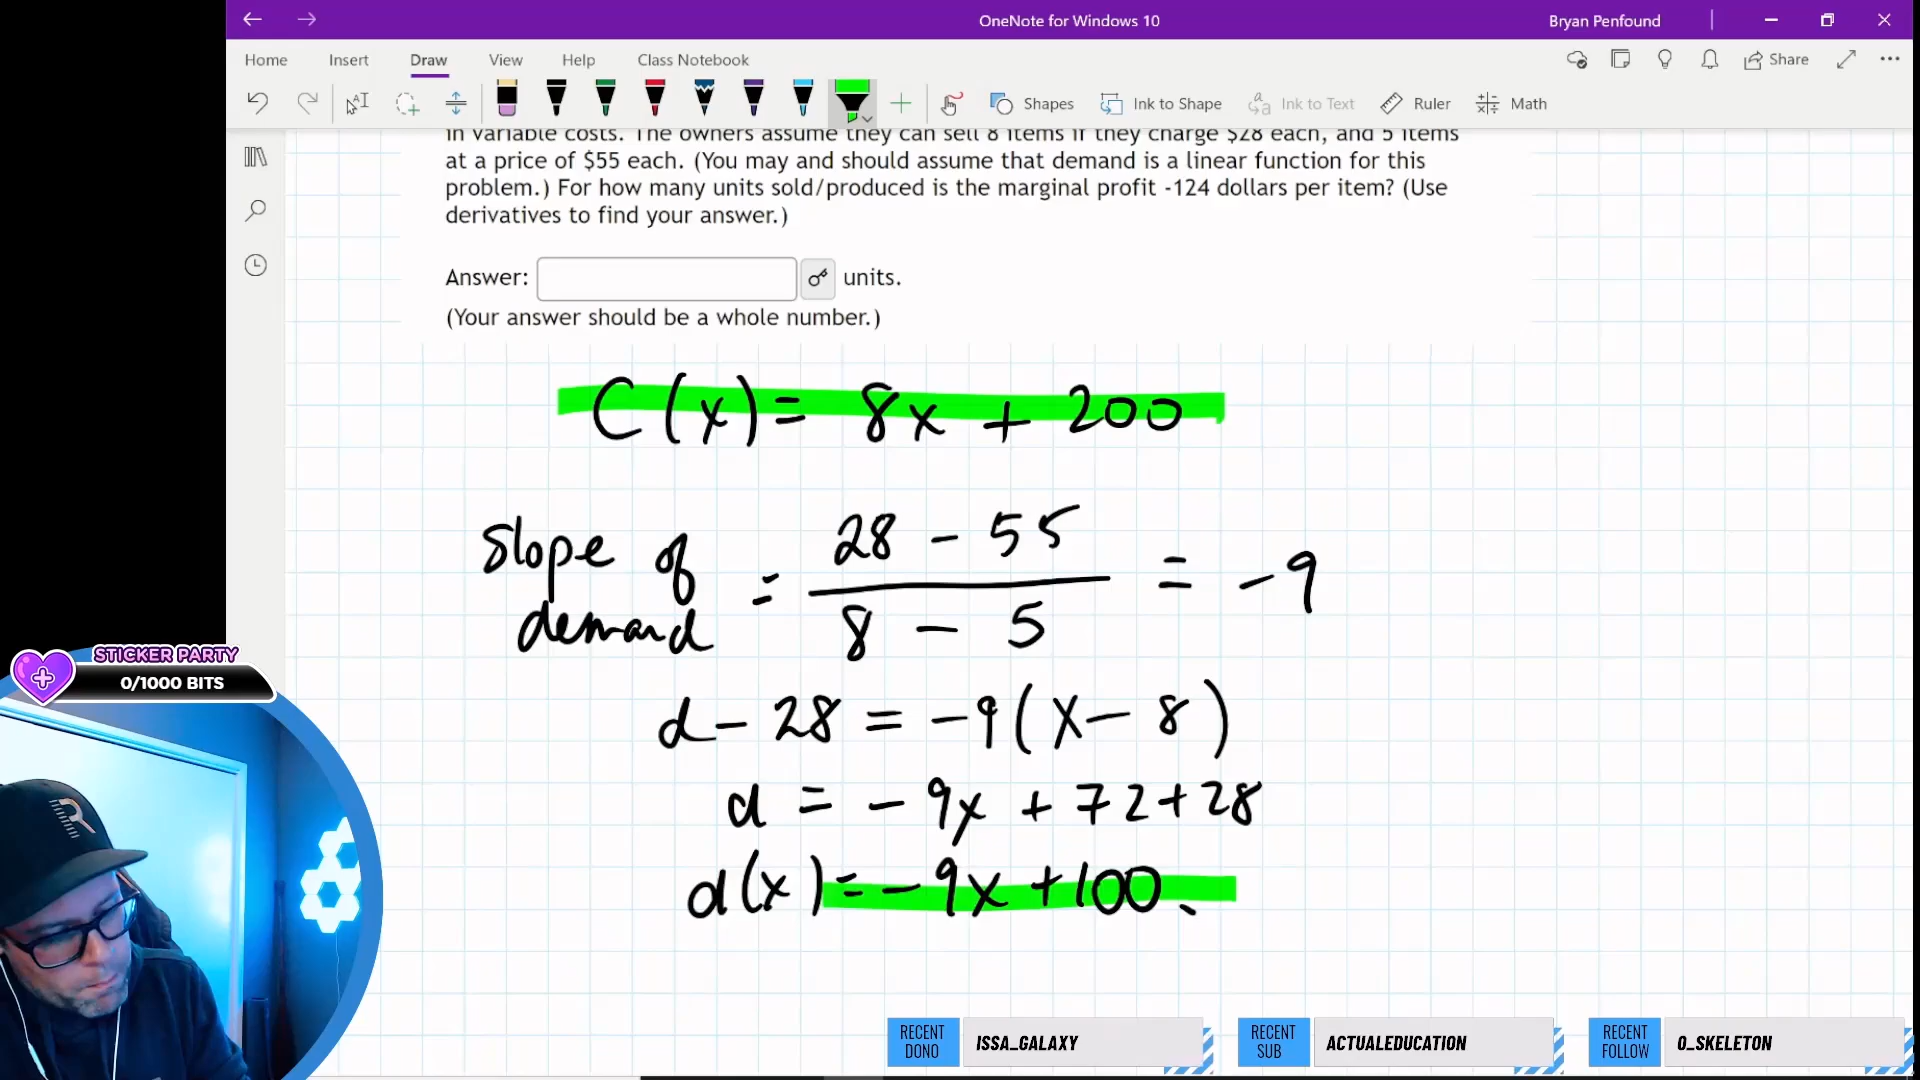 OneNote for Windows 10
Bryan Penfound
Home Insert Draw View Help Class Notebook
Share
Shapes Ink to Shape Ink to Text Ruler Math
in variable costs. The owners assume they can sell 8 items if they charge $28 each, and 5 items
at a price of $55 each. (You may and should assume that demand is a linear function for this
problem.) For how many units sold/produced is the marginal profit -124 dollars per item? (Use
derivatives to find your answer.)
Answer: units.
(Your answer should be a whole number.)
C(x) = 8x + 200
slope of demand = 28 - 55 / 8 - 5 = -9
d - 28 = -9(x - 8)
d = -9x + 72 + 28
d(x) = -9x + 100
STICKER PARTY
0/1000 BITS
RECENT DONO ISSA_GALAXY
RECENT SUB ACTUALEDUCATION
RECENT FOLLOW O_SKELETON